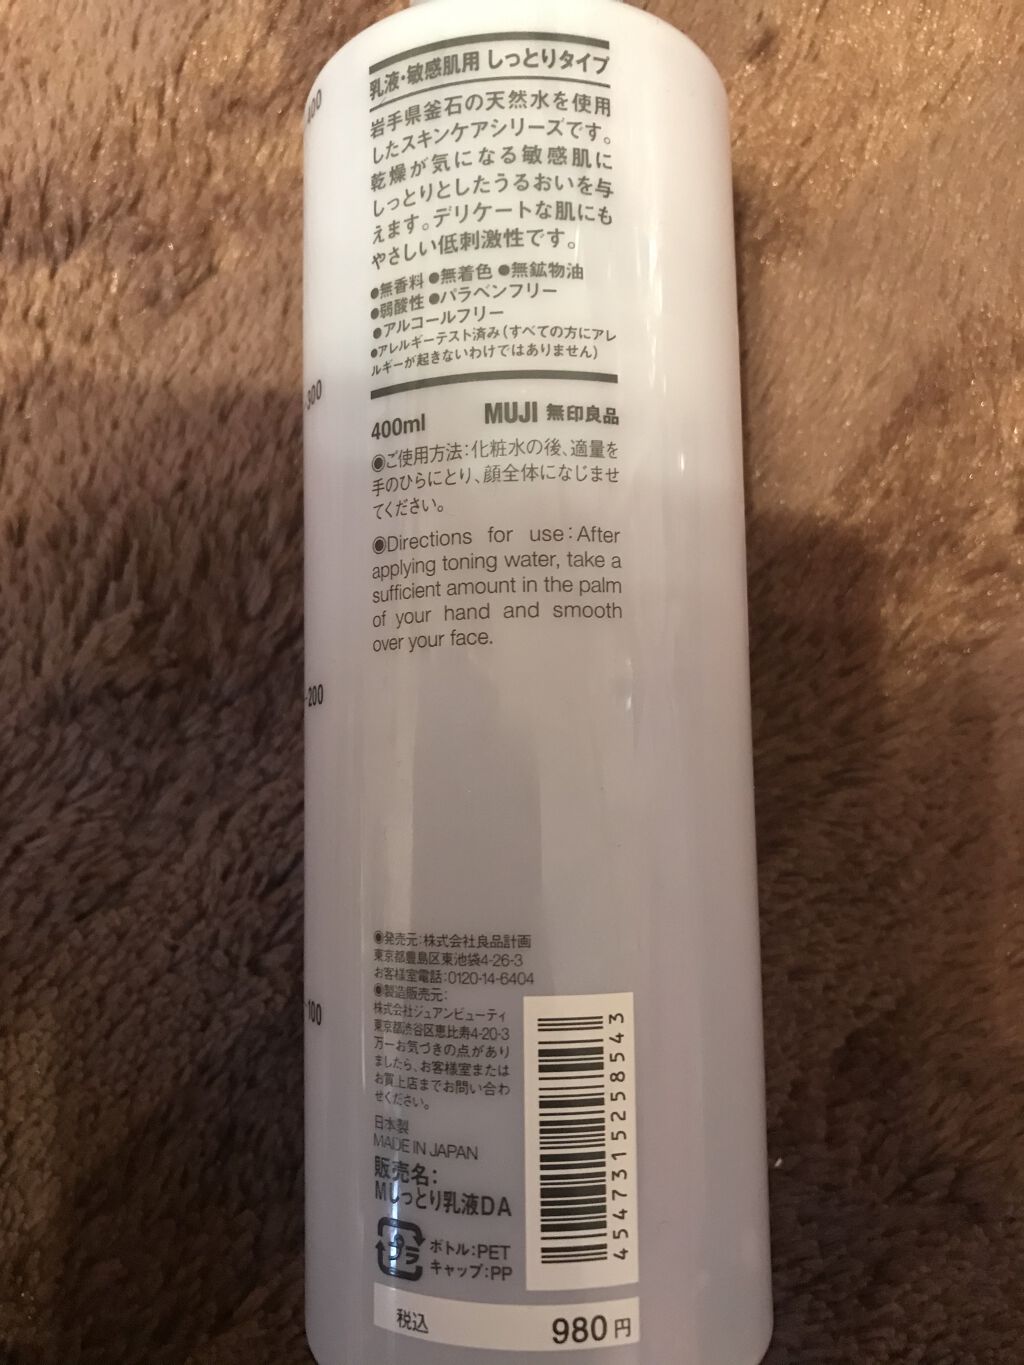 乳液・敏感肌用 しっとりタイプ
岩手県釜石の天然水を使用
したスキンケアシリーズです。
乾燥が気になる敏感肌に
しっとりとしたうるおいを与
えます。デリケートな肌にも
やさしい低刺激性です。
●無香料 ●無着色 ●無鉱物油
●弱酸性 ●パラベンフリー
●アルコールフリー
●アレルギーテスト済み(すべての方にアレ
ルギーが起きないわけではありません)
400ml MUJI 無印良品
◉ご使用方法:化粧水の後、適量を
手のひらにとり、顔全体になじませ
てください。
◉Directions for use:After
applying toning water, take a
sufficient amount in the palm
of your hand and smooth
over your face.
◉発売元:株式会社良品計画
東京都豊島区東池袋4-26-3
お客様室電話:0120-14-6404
◉製造販売元:
株式会社ジュアンビューティ
東京都渋谷区恵比寿4-20-3
万一お気づきの点があり
ましたら、お客様室または
お買上店までお問い合わ
せください。
日本製
MADE IN JAPAN
販売名:
Mしっとり乳液DA
プラ
ボトル:PET
キャップ:PP
4547315258543
税込 980円
400
-300
-200
-100